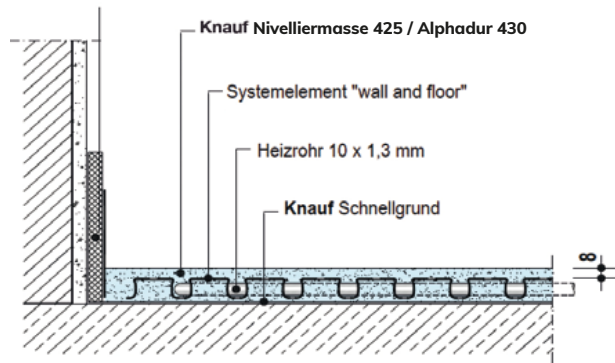 Knauf Nivelliermasse 425 / Alphadur 430
Systemelement "wall and floor"
Heizrohr 10 x 1,3 mm
Knauf Schnellgrund
8